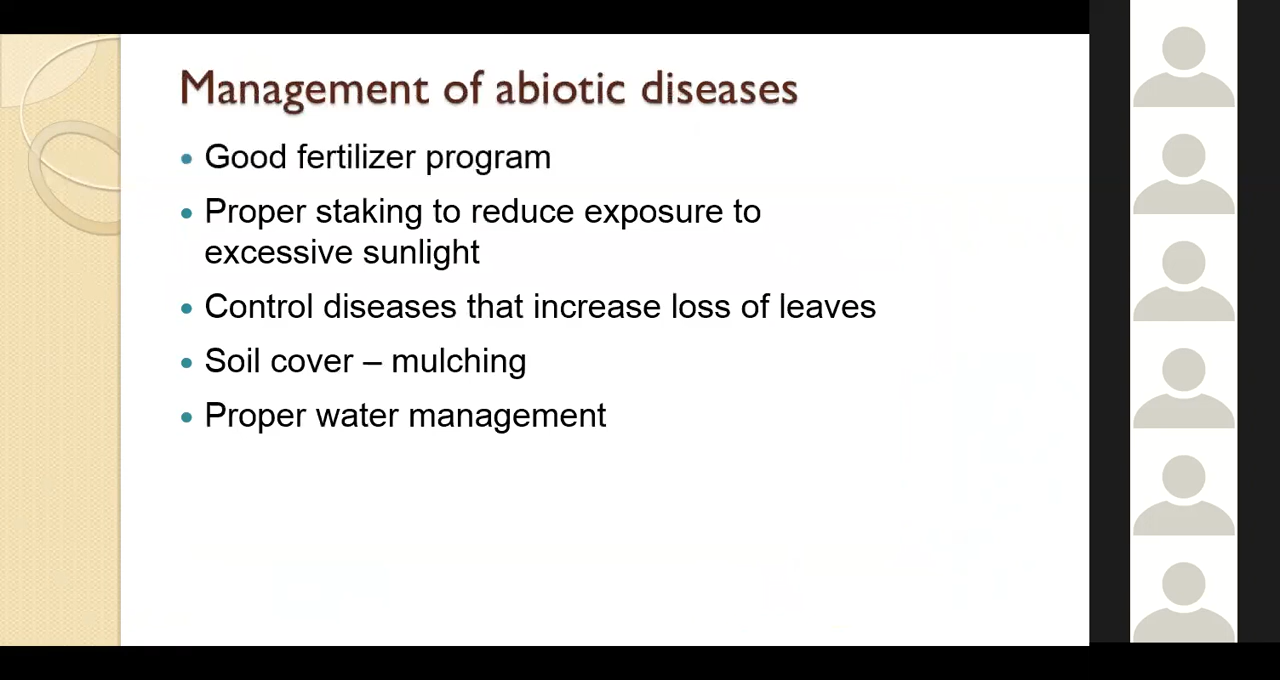 Management of abiotic diseases
• Good fertilizer program
• Proper staking to reduce exposure to
excessive sunlight
• Control diseases that increase loss of leaves
• Soil cover – mulching
• Proper water management